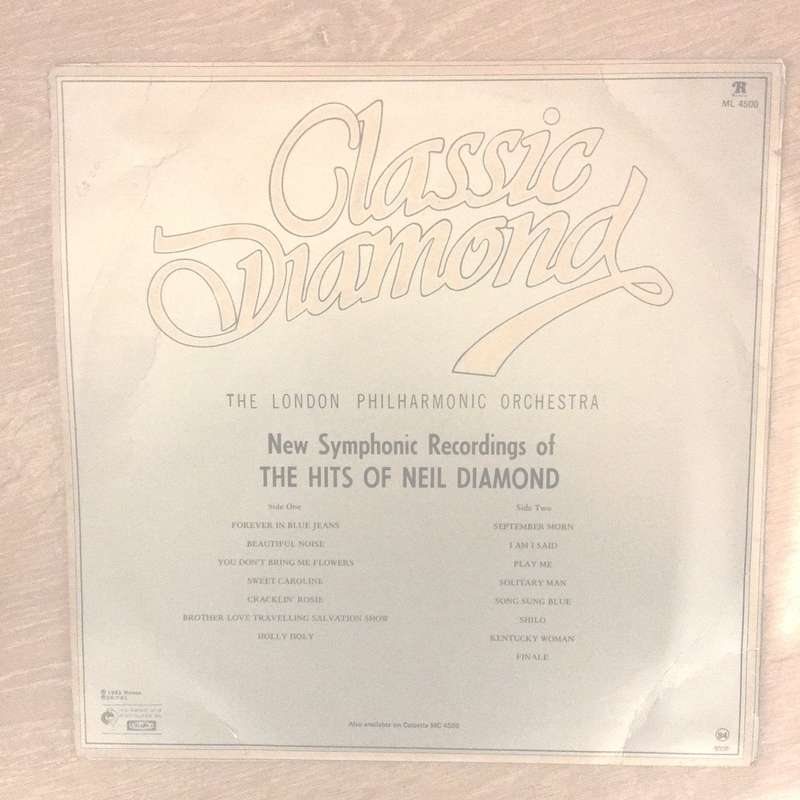 R
ML 4500
Classic
Diamond
THE LONDON PHILHARMONIC ORCHESTRA
New Symphonic Recordings of
THE HITS OF NEIL DIAMOND
Side One
FOREVER IN BLUE JEANS
BEAUTIFUL NOISE
YOU DON'T BRING ME FLOWERS
SWEET CAROLINE
CRACKLIN' ROSIE
BROTHER LOVE TRAVELLING SALVATION SHOW
HOLLY HOLY
Side Two
SEPTEMBER MORN
I AM I SAID
PLAY ME
SOLITARY MAN
SONG SUNG BLUE
SHILO
KENTUCKY WOMAN
FINALE
Also available on Cassette MC 4500
84